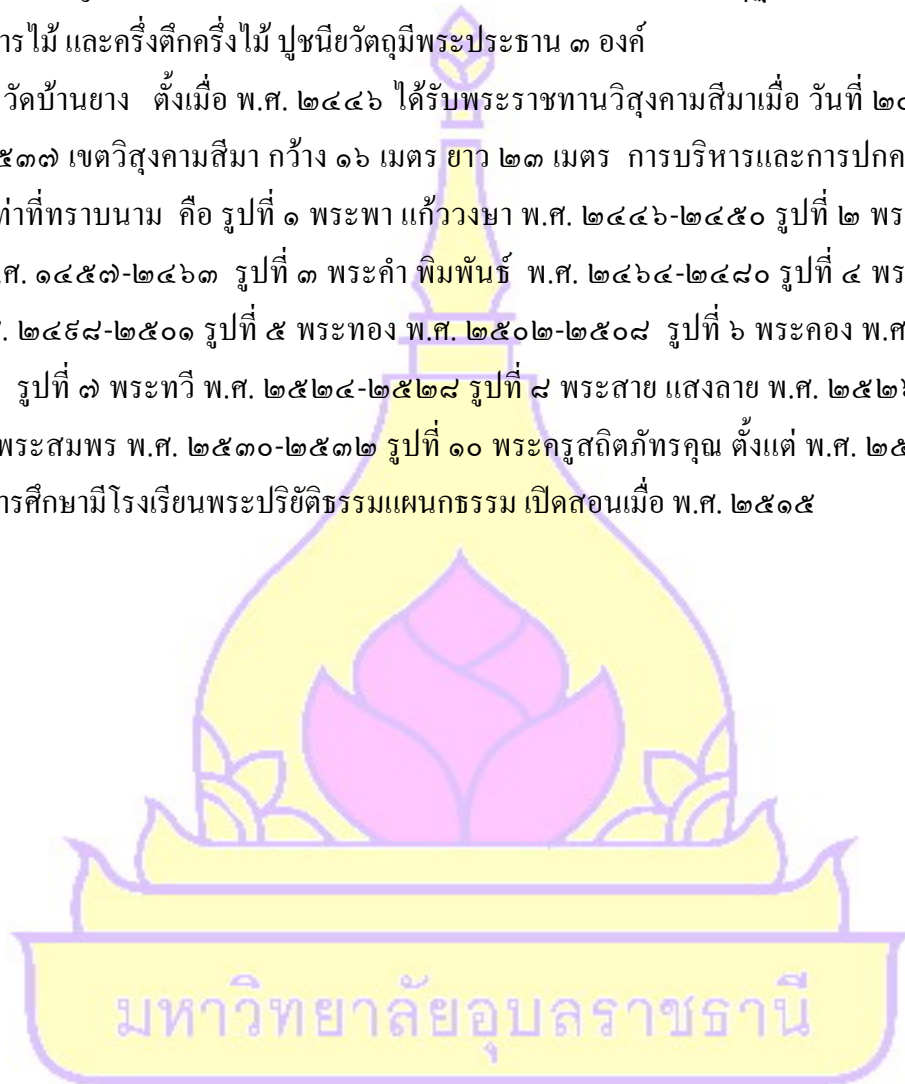 ารไม้ และครึ่งตึกครึ่งไม้ ปูชนียวัตถุมีพระประธาน ๓ องค์
วัดบ้านยาง ตั้งเมื่อ พ.ศ. ๒๔๔๖ ได้รับพระราชทานวิสุงคามสีมาเมื่อ วันที่
๕๓๗ เขตวิสุงคามสีมา กว้าง ๑๖ เมตร ยาว ๒๓ เมตร การบริหารและการปกค
ท่าที่ทราบนาม คือ รูปที่ ๑ พระพา แก้ววงษา พ.ศ. ๒๔๔๖-๒๔๕๐ รูปที่ ๒ พร
ศ. ๑๔๕๗-๒๔๖๓ รูปที่ ๓ พระคำ พิมพันธ์ พ.ศ. ๒๔๖๔-๒๔๘๐ รูปที่ ๔ พร
. ๒๔๙๘-๒๕๐๑ รูปที่ ๕ พระทอง พ.ศ. ๒๕๐๒-๒๕๐๘ รูปที่ ๖ พระคอง พ.ศ
รูปที่ ๗ พระทวี พ.ศ. ๒๕๒๔-๒๕๒๘ รูปที่ ๘ พระสาย แสงลาย พ.ศ. ๒๕๒๖
พระสมพร พ.ศ. ๒๕๓๐-๒๕๓๒ รูปที่ ๑๐ พระครูสถิตภัทรคุณ ตั้งแต่ พ.ศ. ๒๕
ารศึกษามีโรงเรียนพระปริยัติธรรมแผนกธรรม เปิดสอนเมื่อ พ.ศ. ๒๕๑๕
มหาวิทยาลัยอุบลราชธานี